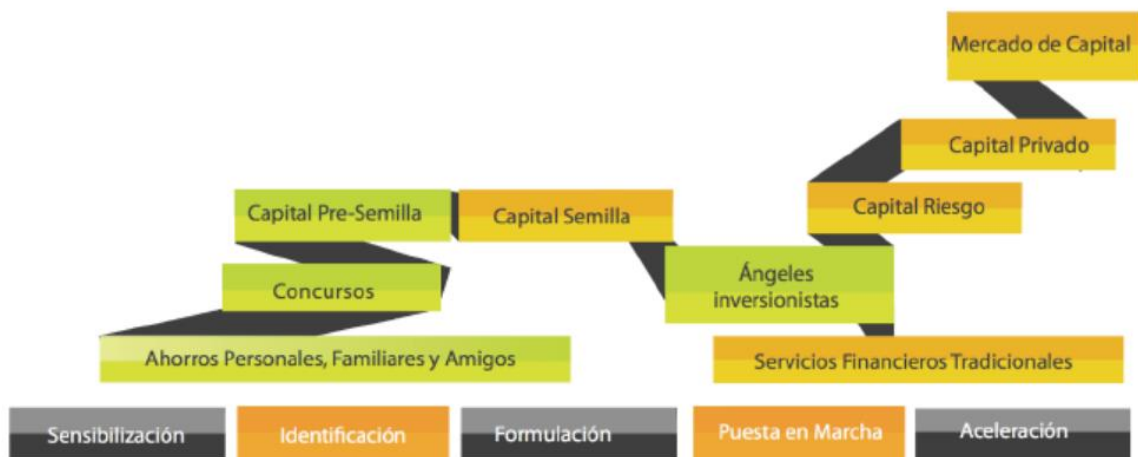 Mercado de Capital
Capital Privado
Capital Pre-Semilla
Capital Semilla
Capital Riesgo
Concursos
Ángeles
inversionistas
Ahorros Personales, Familiares y Amigos
Servicios Financieros Tradicionales
Sensibilización
Identificación
Formulación
Puesta en Marcha
Aceleración